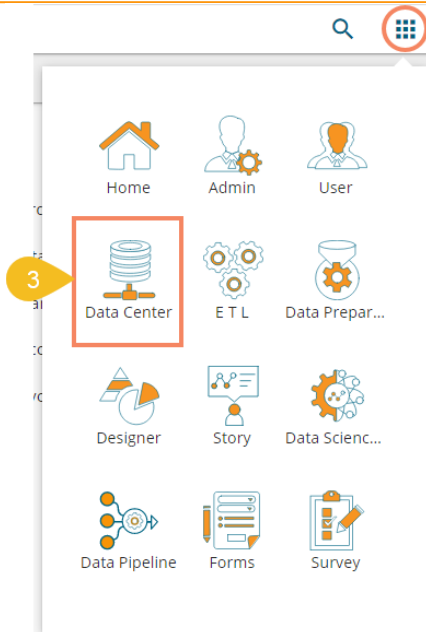 Home Admin User
3
Data Center E T L Data Prepar...
Designer Story Data Scienc...
Data Pipeline Forms Survey